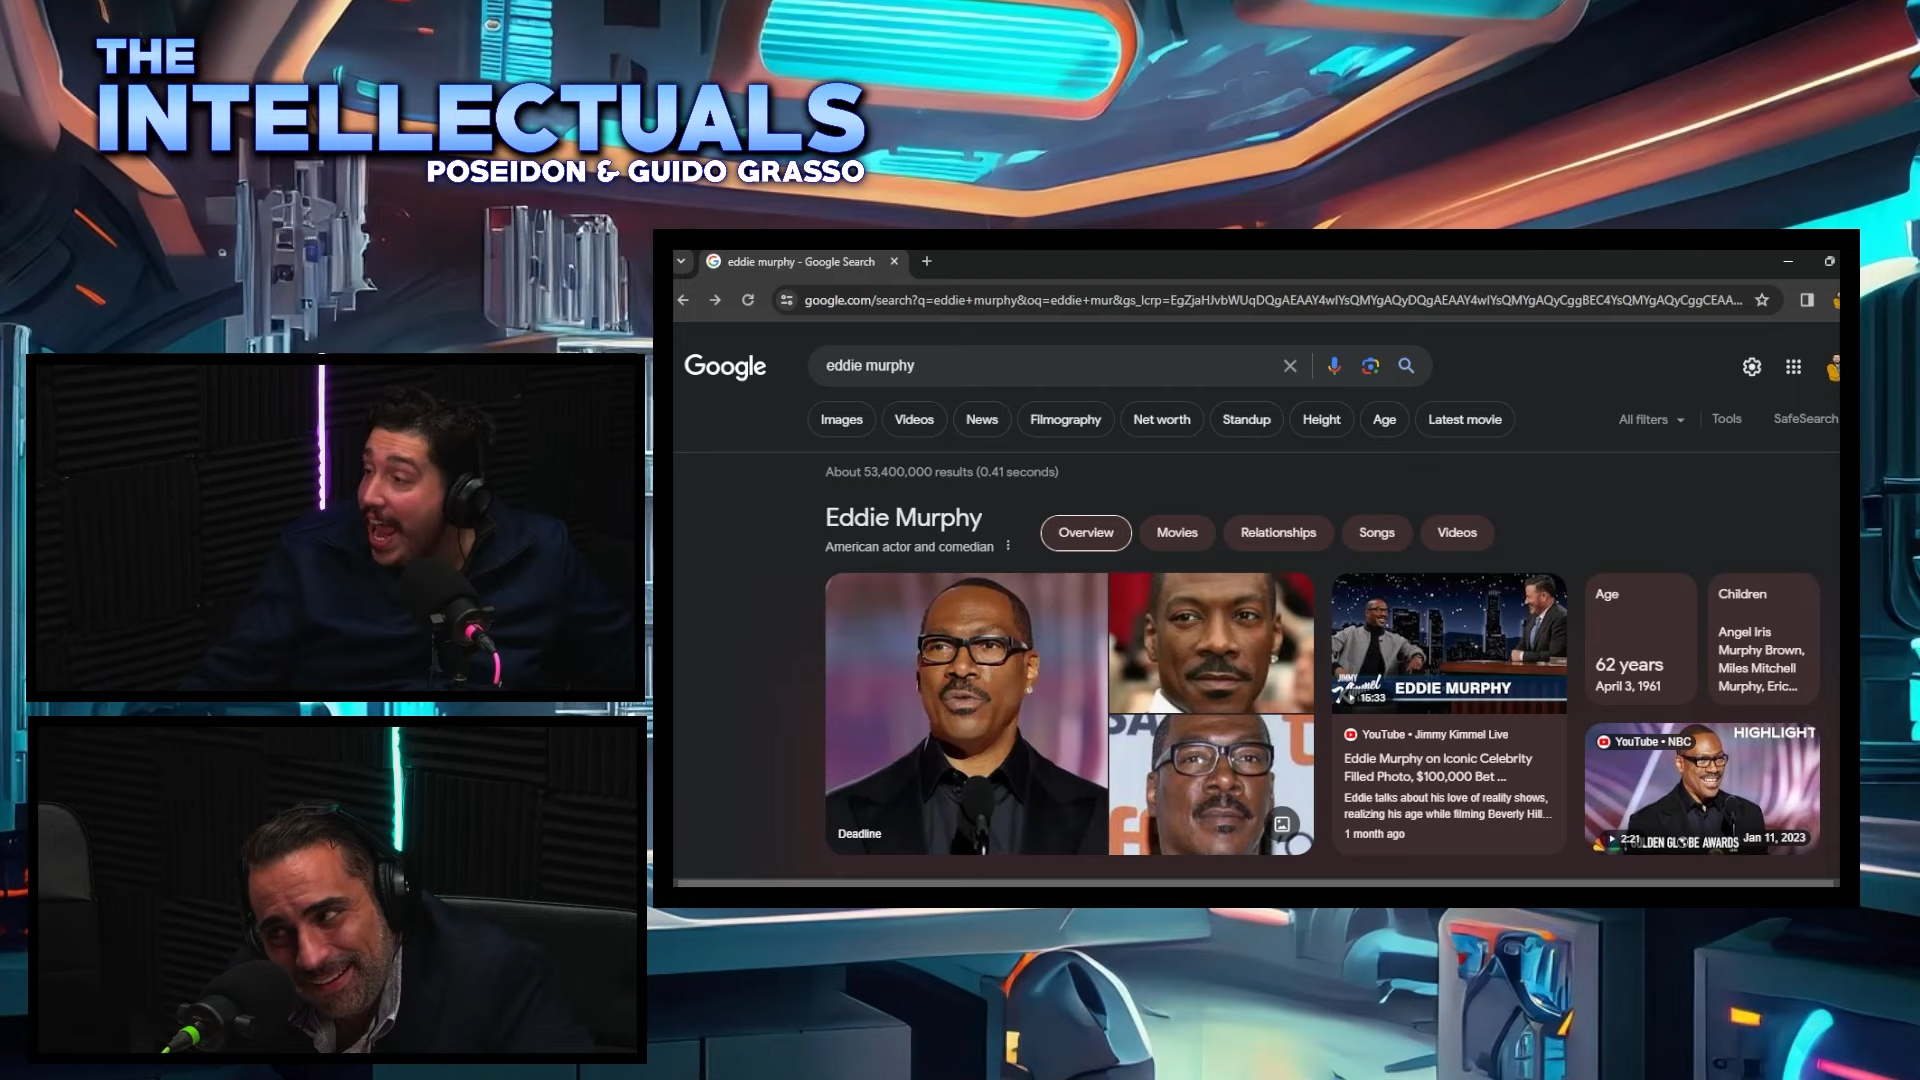 THE
INTELLECTUALS
POSEIDON & GUIDO GRASSO
eddie murphy - Google Search
google.com/search?q=eddie+murphy&oq=eddie+mur&gs_lcrp=EgZjaHJvbWUqDQgAEAAY4wIYsQMYgAQyDQgAEAAY4wIYsQMYgAQyCggBEC4YsQMYgAQyCggCEAA...
Google
eddie murphy
Images Videos News Filmography Net worth Standup Height Age Latest movie All filters Tools SafeSearch
About 53,400,000 results (0.41 seconds)
Eddie Murphy
American actor and comedian
Overview Movies Relationships Songs Videos
Deadline
JIMMY
Kimmel
EDDIE MURPHY
15:33
YouTube • Jimmy Kimmel Live
Eddie Murphy on Iconic Celebrity
Filled Photo, $100,000 Bet ...
Eddie talks about his love of reality shows,
realizing his age while filming Beverly Hill...
1 month ago
Age
62 years
April 3, 1961
Children
Angel Iris
Murphy Brown,
Miles Mitchell
Murphy, Eric...
YouTube • NBC
HIGHLIGHT
2:21
GLOBE AWARDS
Jan 11, 2023